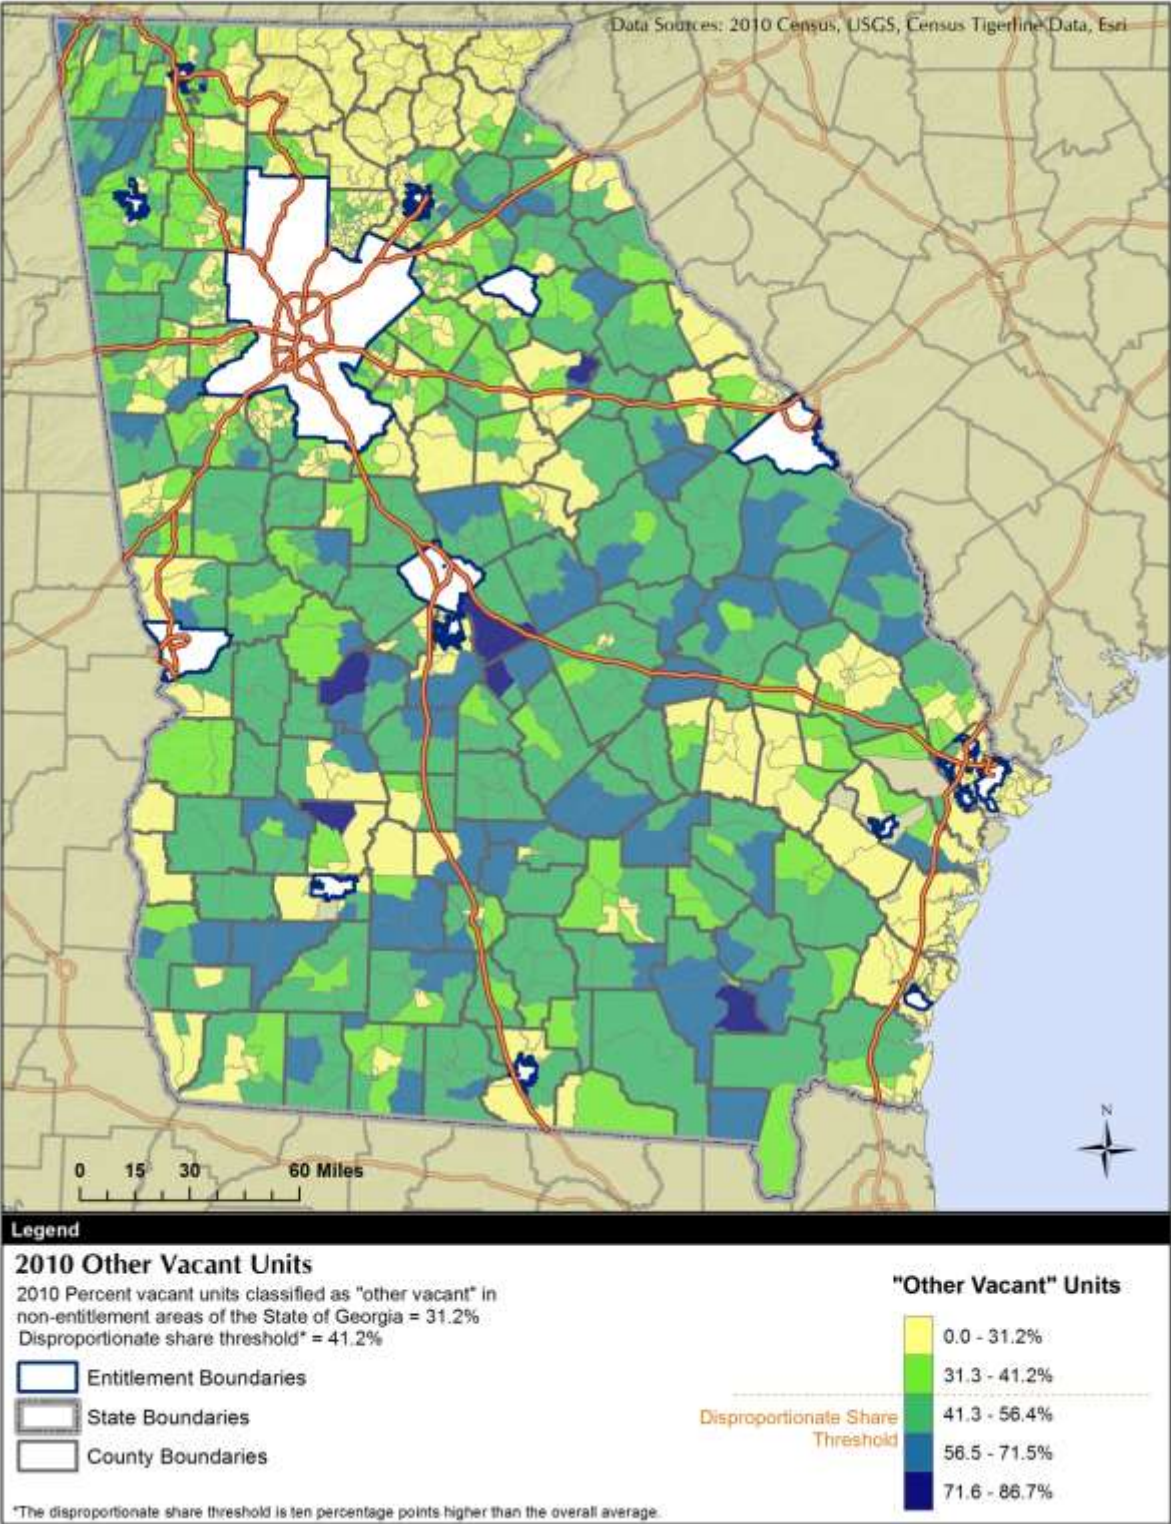 Data Sources: 2010 Census, USGS, Census Tigerline Data, Esri
N
0 15 30 60 Miles
Legend
2010 Other Vacant Units
2010 Percent vacant units classified as "other vacant" in
non-entitlement areas of the State of Georgia = 31.2%
Disproportionate share threshold* = 41.2%
Entitlement Boundaries
State Boundaries
County Boundaries
*The disproportionate share threshold is ten percentage points higher than the overall average.
"Other Vacant" Units
0.0 - 31.2%
31.3 - 41.2%
Disproportionate Share
Threshold
41.3 - 56.4%
56.5 - 71.5%
71.6 - 86.7%